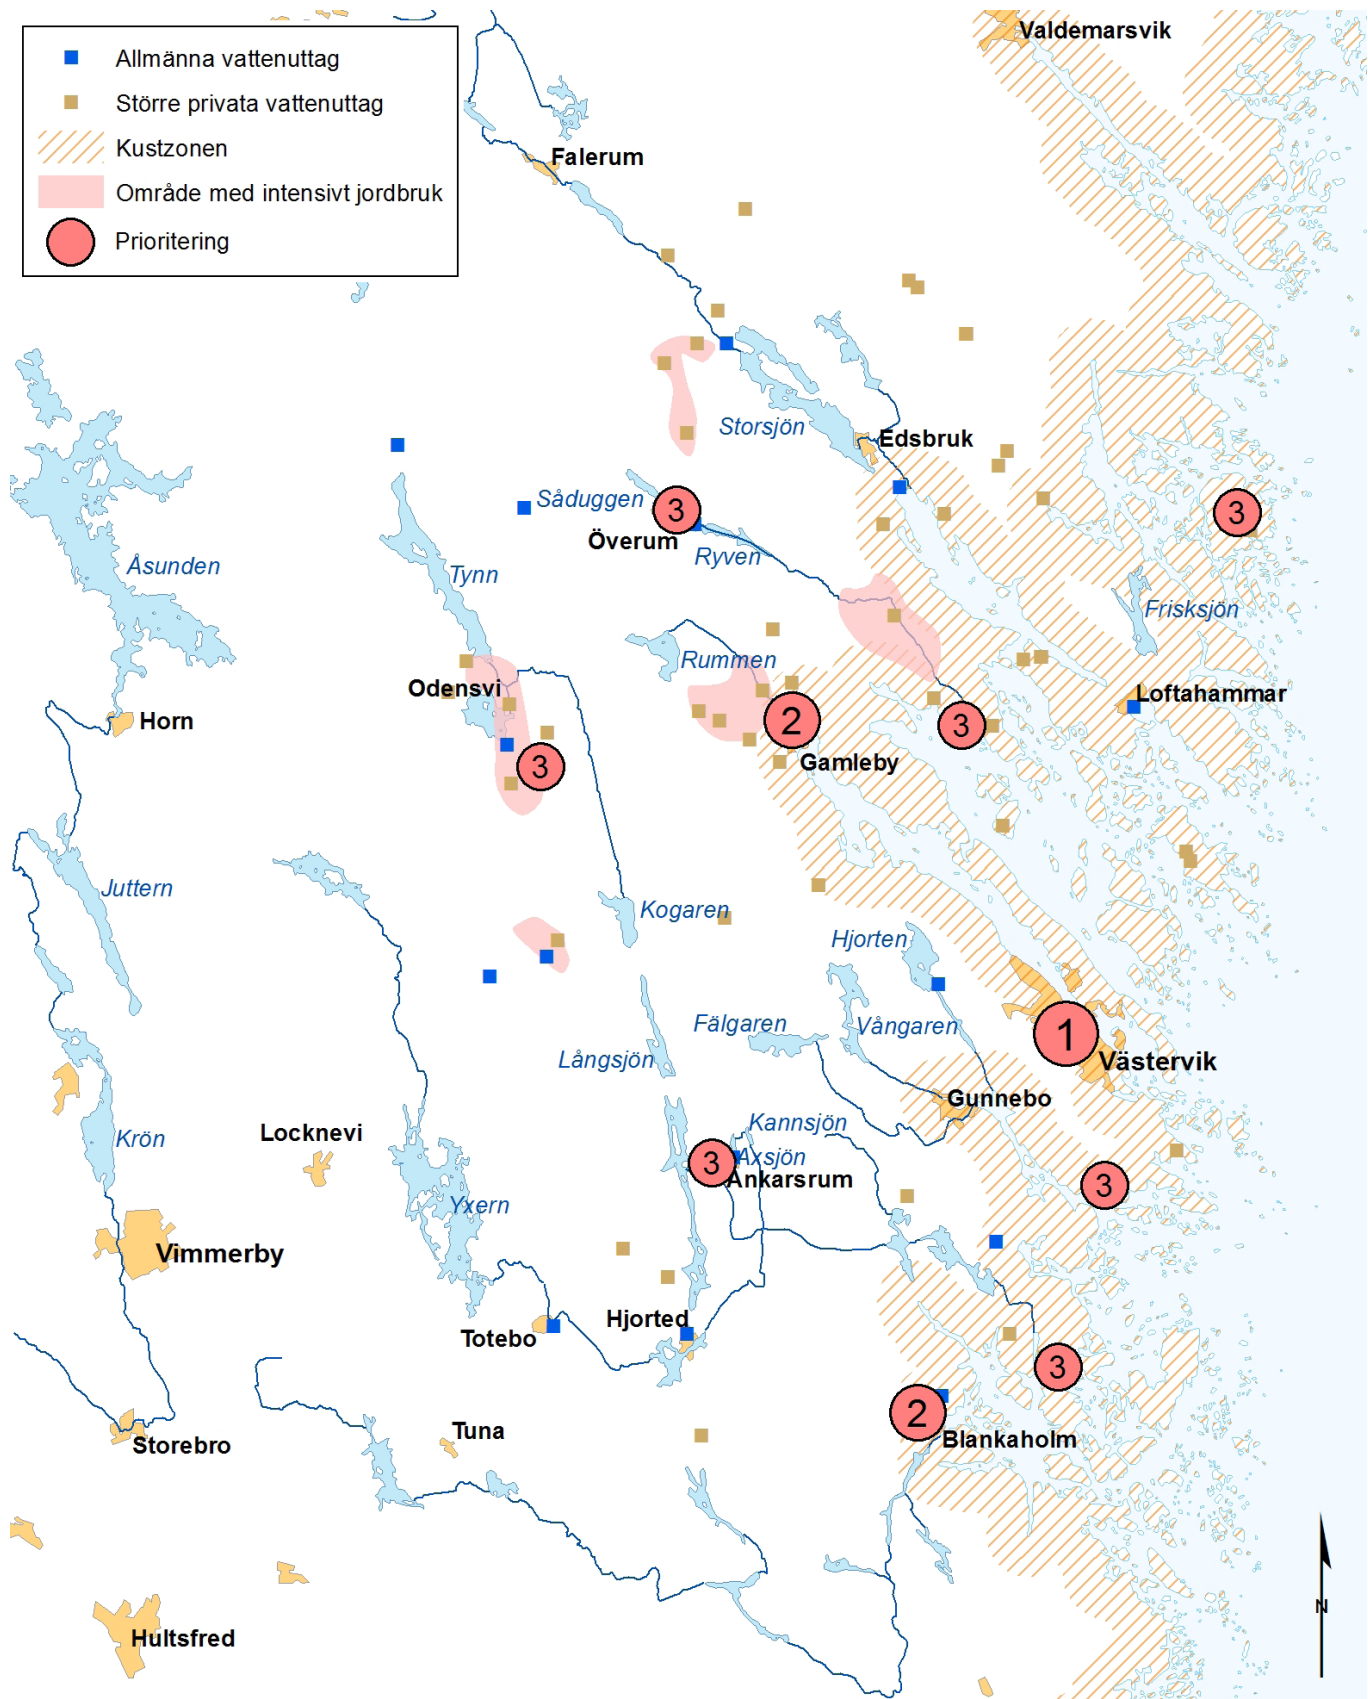 Valdemarsvik
Allmänna vattenuttag
Större privata vattenuttag
Kustzonen
Område med intensivt jordbruk
Prioritering
Falerum
Storsjön
Edsbruk
Såduggen
3
3
Överum
Ryven
Åsunden
Tynn
Frisksjön
Rummen
Odensvi
Loftahammar
Horn
2
3
Gamleby
3
Juttern
Kogaren
Hjorten
Fälgaren
Vångaren
1
Långsjön
Västervik
Gunnebo
Kannsjön
Locknevi
Krön
3
Axsjön
Ankarsrum
3
Yxern
Vimmerby
Hjorted
Totebo
3
2
Tuna
Blankaholm
Storebro
N
Hultsfred